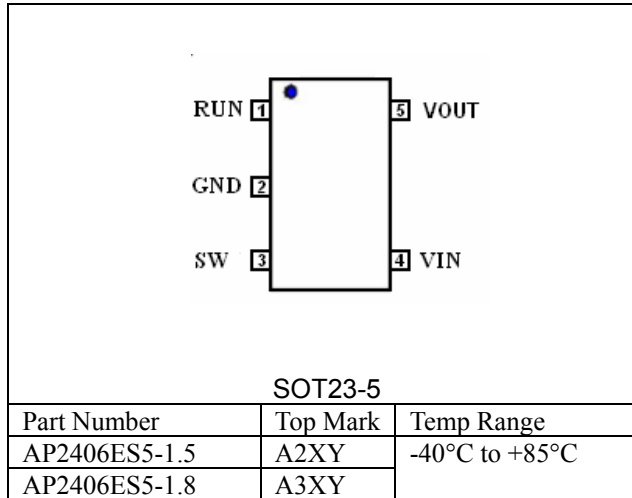 RUN 1 5 VOUT
GND 2
SW 3 4 VIN
SOT23-5
Part Number Top Mark Temp Range
AP2406ES5-1.5 A2XY -40°C to +85°C
AP2406ES5-1.8 A3XY